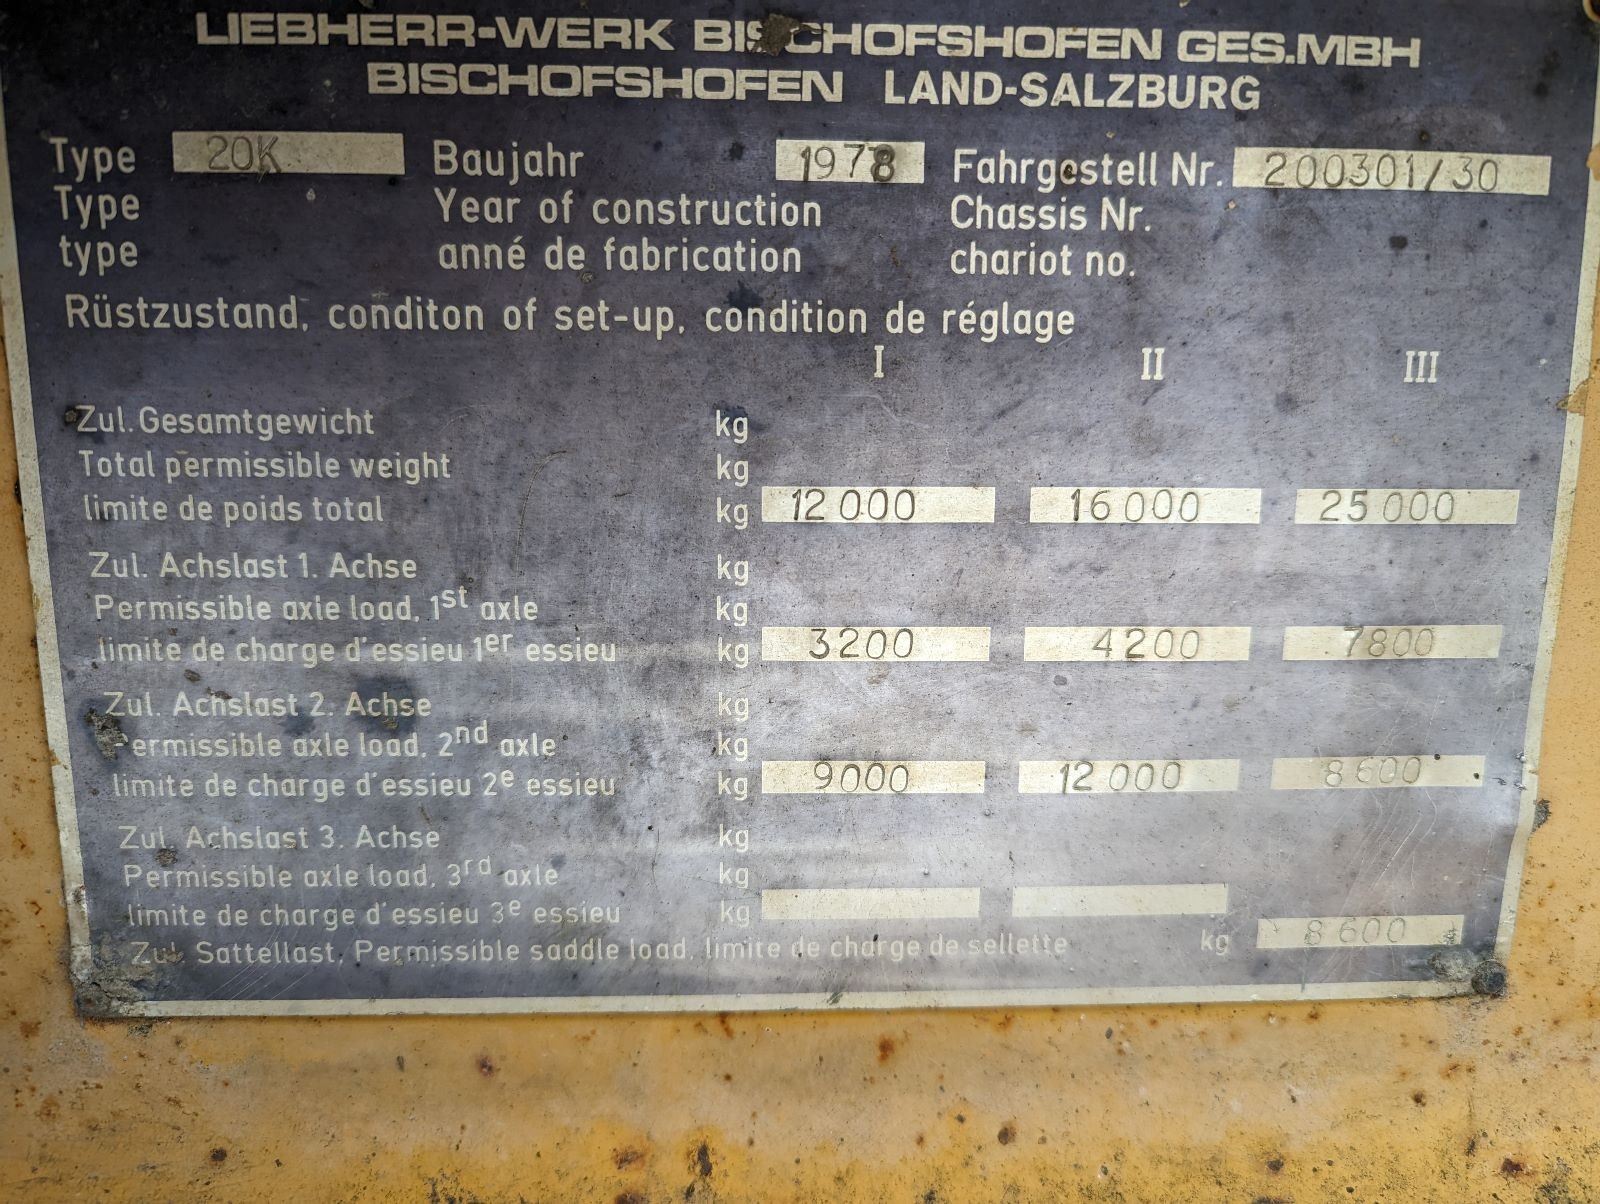 LIEBHERR-WERK BISCHOFSHOFEN GES.MBH
BISCHOFSHOFEN LAND-SALZBURG
Type 20K Baujahr 1978 Fahrgestell Nr. 200301/30
Type Year of construction Chassis Nr.
type anné de fabrication chariot no.
Rüstzustand, conditon of set-up, condition de réglage
I II III
Zul. Gesamtgewicht kg
Total permissible weight kg
limite de poids total kg 12 000 16 000 25 000
Zul. Achslast 1. Achse kg
Permissible axle load, 1st axle kg
limite de charge d'essieu 1er essieu kg 3200 4200 7800
Zul. Achslast 2. Achse kg
Permissible axle load, 2nd axle kg
limite de charge d'essieu 2e essieu kg 9000 12 000 8 600
Zul. Achslast 3. Achse kg
Permissible axle load, 3rd axle kg
limite de charge d'essieu 3e essieu kg
Zul. Sattellast, Permissible saddle load, limite de charge de sellette kg 8 600